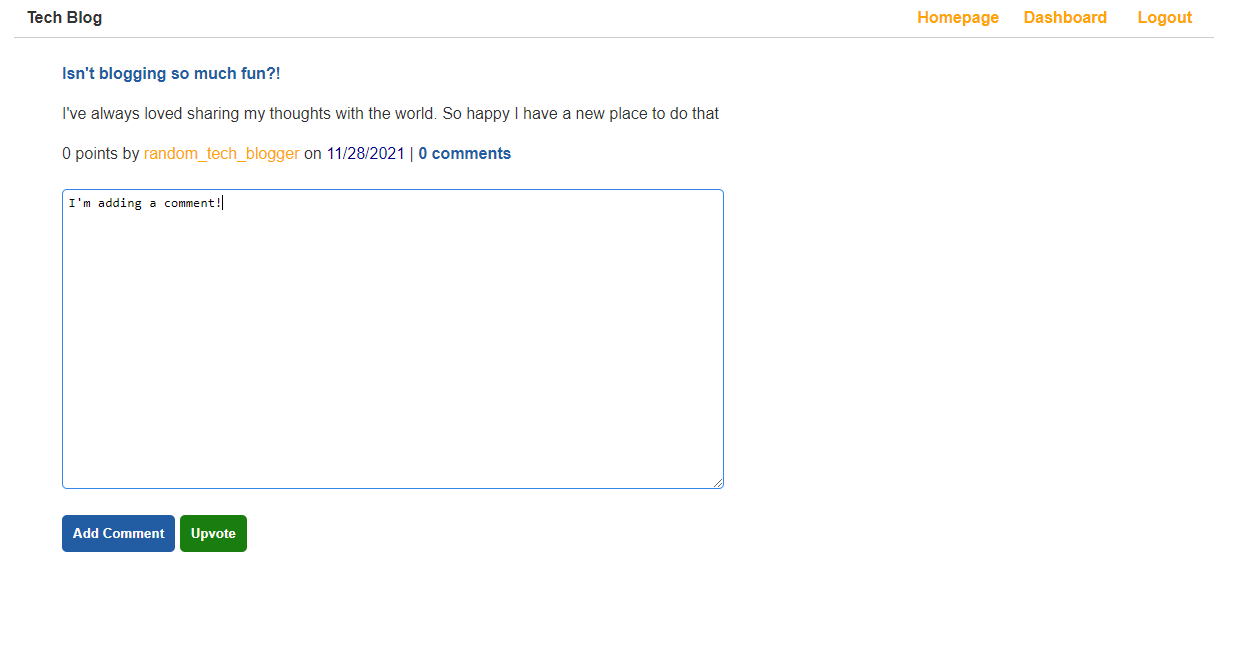 Tech Blog Homepage Dashboard Logout
Isn't blogging so much fun?!
I've always loved sharing my thoughts with the world. So happy I have a new place to do that
0 points by random_tech_blogger on 11/28/2021 | 0 comments
I'm adding a comment!
Add Comment Upvote